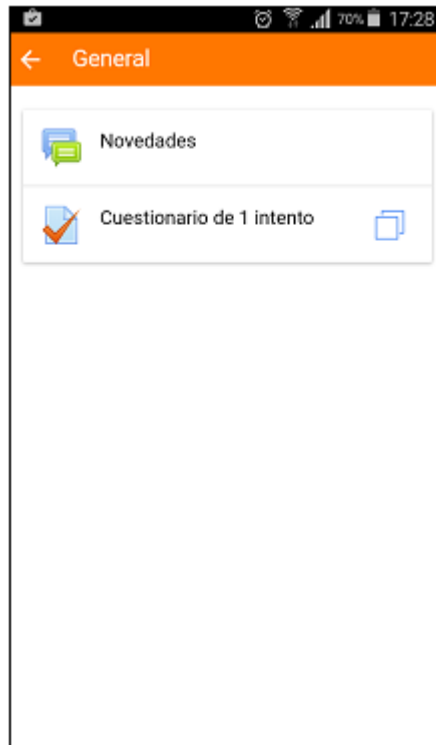 70% 17:28
General
Novedades
Cuestionario de 1 intento